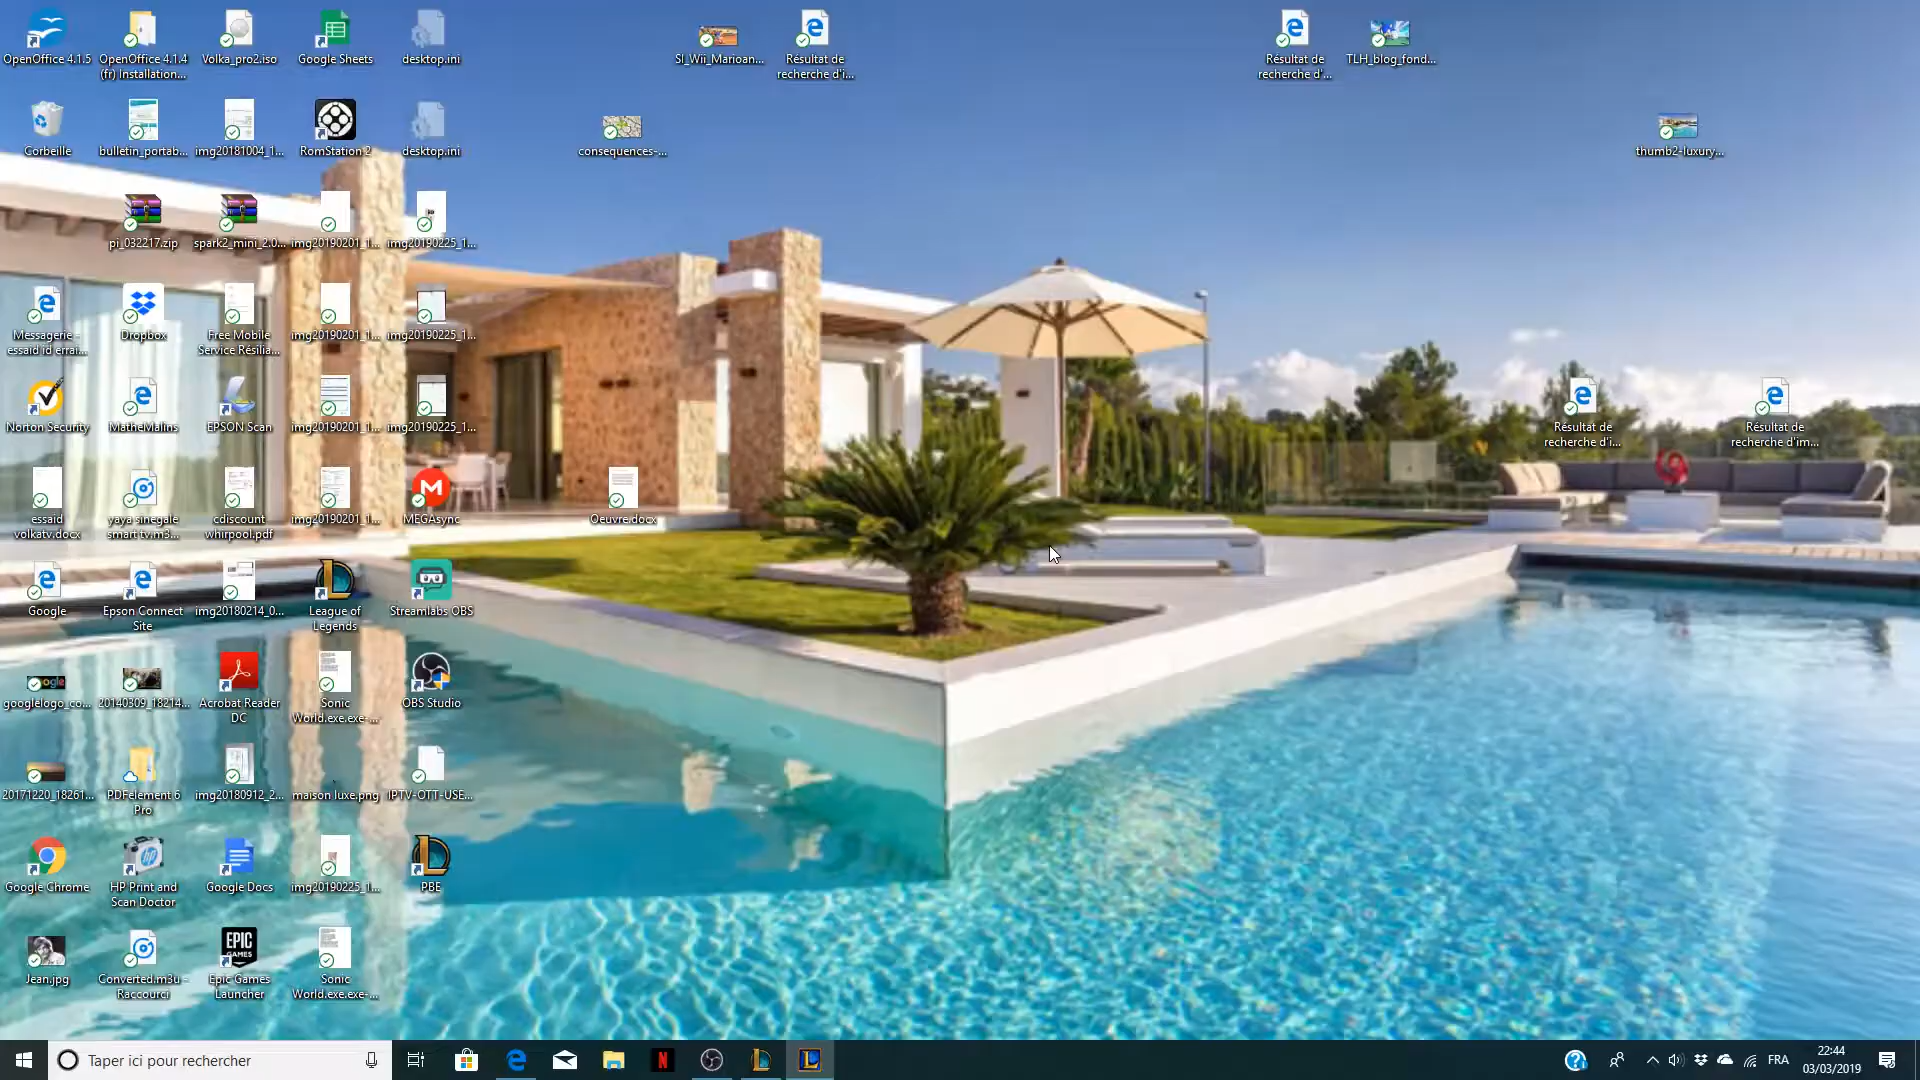 OpenOffice 4.1.5
OpenOffice 4.1.4
(fr) Installation...
Volka_pro2.iso
Google Sheets
desktop.ini
SI_Wii_Marioan...
Résultat de
recherche d'i...
Résultat de
recherche d'...
TLH_blog_fond...
Corbeille
bulletin_portab...
img20181004_1...
RomStation 2
desktop.ini
consequences-...
thumb2-luxury...
pi_032217.zip
spark2_mini_2.0...
img20190201_1...
img20190225_1...
Messagerie -
essaid id errai...
Dropbox
Free Mobile
Service Résilia...
img20190201_1...
img20190225_1...
Norton Security
MatheMalins
EPSON Scan
img20190201_1...
img20190225_1...
Résultat de
recherche d'i...
Résultat de
recherche d'im...
essaid
volkatv.docx
yaya sinegale
smart tv.m3...
cdiscount
whirpool.pdf
img20190201_1...
MEGAsync
Oeuvre.docx
Google
Epson Connect
Site
img20180214_0...
League of
Legends
Streamlabs OBS
googlelogo_co...
20140309_18214...
Acrobat Reader
DC
Sonic
World.exe.exe-...
OBS Studio
20171220_18261...
PDFelement 6
Pro
img20180912_2...
maison luxe.png
IPTV-OTT-USE...
Google Chrome
HP Print and
Scan Doctor
Google Docs
img20190225_1...
PBE
Jean.jpg
Converted.m3u -
Raccourci
EPIC
GAMES
Epic Games
Launcher
Sonic
World.exe.exe-...
Taper ici pour rechercher
FRA
22:44
03/03/2019